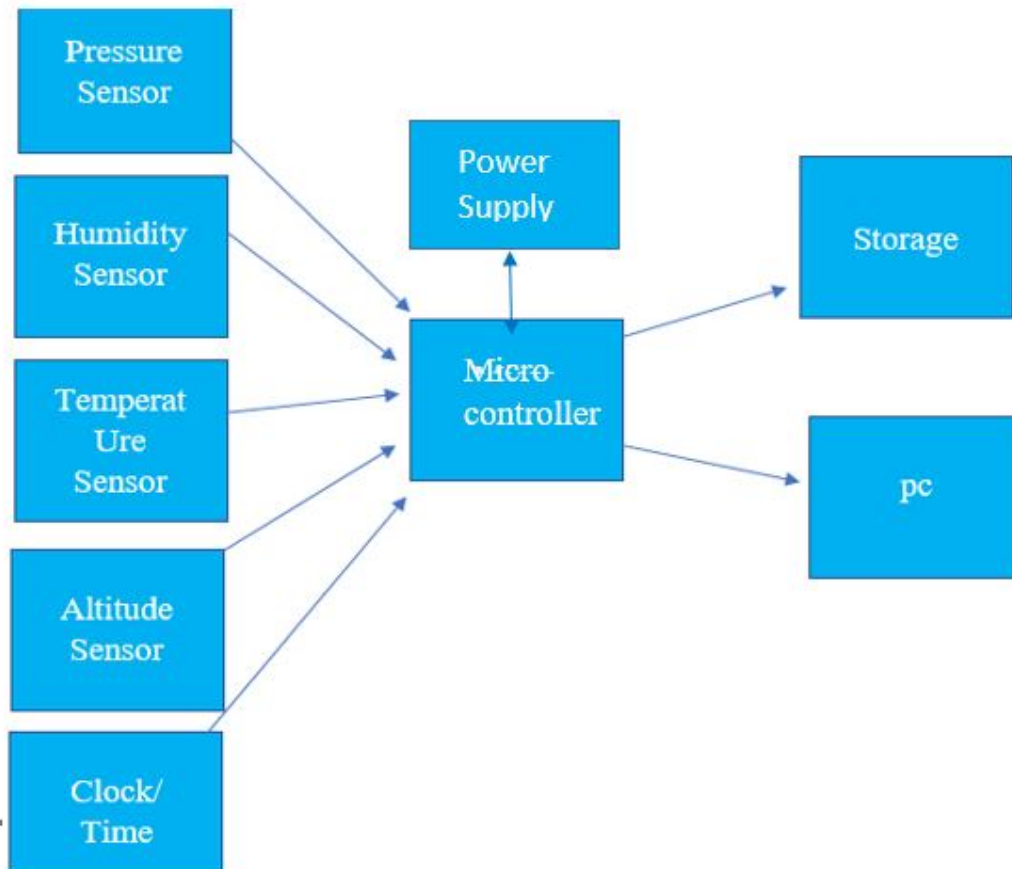 Pressure
Sensor
Power
Supply
Humidity
Sensor
Storage
Temperat
Ure
Sensor
Micro
controller
pc
Altitude
Sensor
Clock/
Time